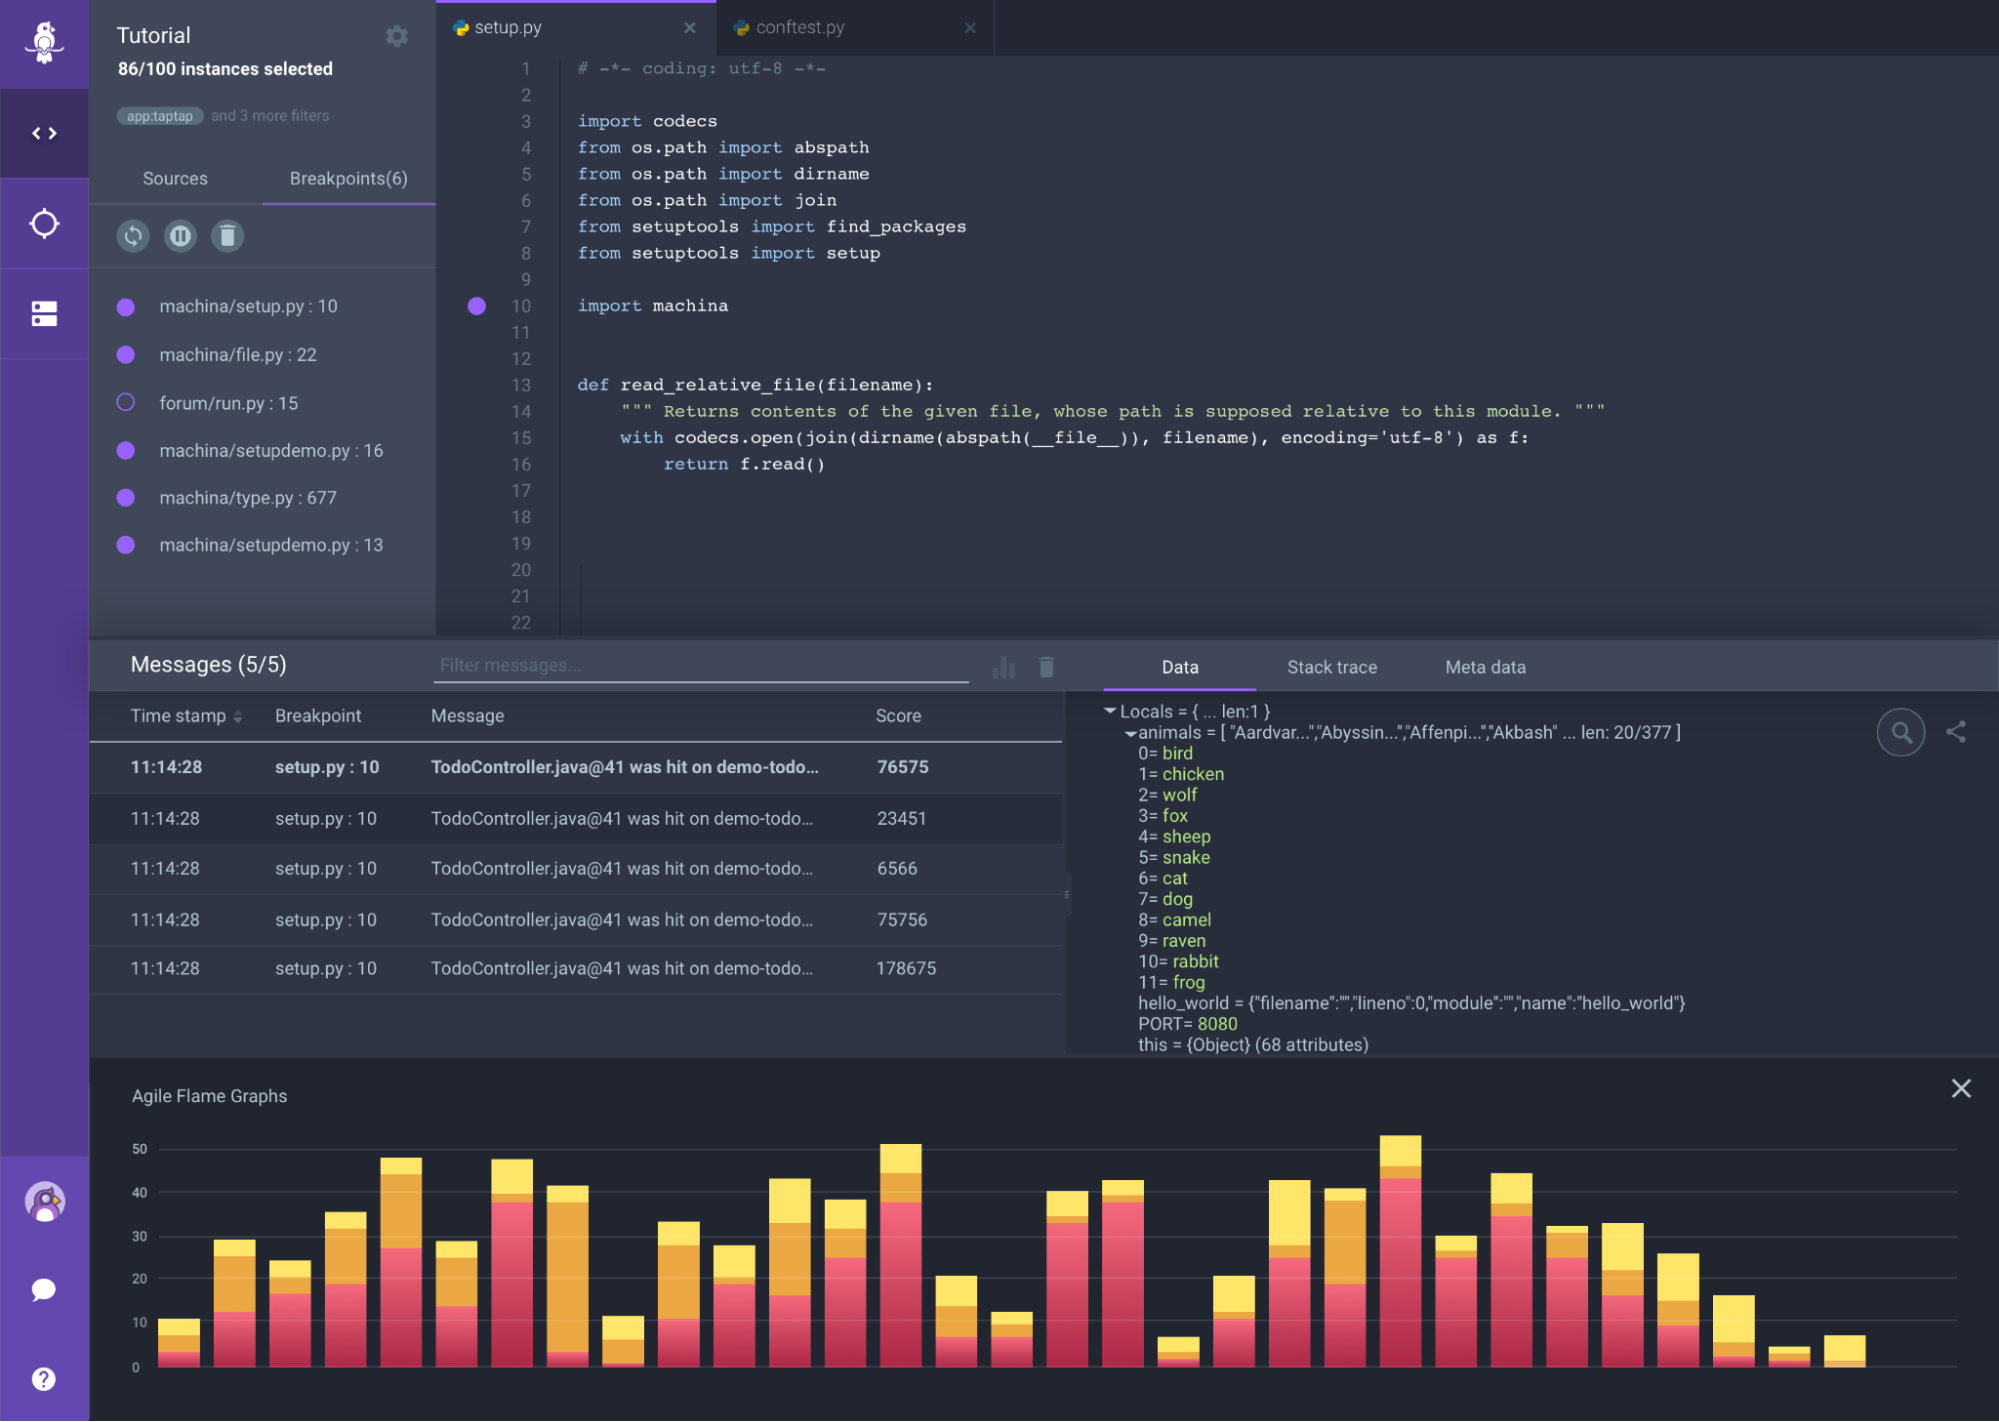 Tutorial
86/100 instances selected
app:taptap and 3 more filters
Sources Breakpoints(6)
machina/setup.py : 10
machina/file.py : 22
forum/run.py : 15
machina/setupdemo.py : 16
machina/type.py : 677
machina/setupdemo.py : 13
setup.py conftest.py
1 # -*- coding: utf-8 -*-
2
3 import codecs
4 from os.path import abspath
5 from os.path import dirname
6 from os.path import join
7 from setuptools import find_packages
8 from setuptools import setup
9
10 import machina
11
12
13 def read_relative_file(filename):
14 """ Returns contents of the given file, whose path is supposed relative to this module. """
15 with codecs.open(join(dirname(abspath(__file__)), filename), encoding='utf-8') as f:
16 return f.read()
17
18
19
20
21
22
Messages (5/5) Filter messages...
Time stamp Breakpoint Message Score
11:14:28 setup.py : 10 TodoController.java@41 was hit on demo-todo... 76575
11:14:28 setup.py : 10 TodoController.java@41 was hit on demo-todo... 23451
11:14:28 setup.py : 10 TodoController.java@41 was hit on demo-todo... 6566
11:14:28 setup.py : 10 TodoController.java@41 was hit on demo-todo... 75756
11:14:28 setup.py : 10 TodoController.java@41 was hit on demo-todo... 178675
Data Stack trace Meta data
Locals = { ... len:1 }
animals = [ "Aardvar...","Abyssin...","Affenpi...","Akbash" ... len: 20/377 ]
0= bird
1= chicken
2= wolf
3= fox
4= sheep
5= snake
6= cat
7= dog
8= camel
9= raven
10= rabbit
11= frog
hello_world = {"filename":"","lineno":0,"module":"","name":"hello_world"}
PORT= 8080
this = {Object} (68 attributes)
Agile Flame Graphs
50
40
30
20
10
0